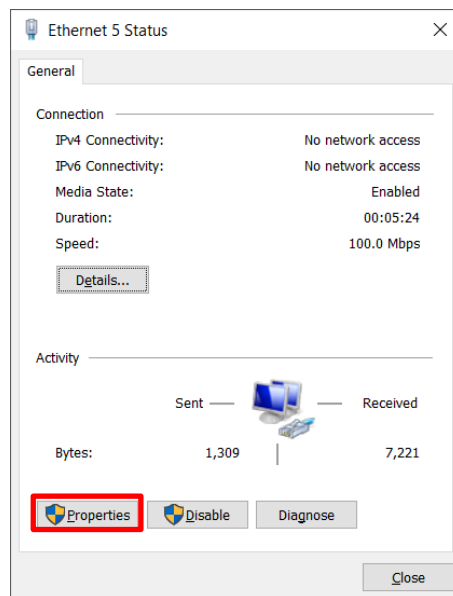 Ethernet 5 Status
General
Connection
IPv4 Connectivity: No network access
IPv6 Connectivity: No network access
Media State: Enabled
Duration: 00:05:24
Speed: 100.0 Mbps
Details...
Activity
Sent Received
Bytes: 1,309 7,221
Properties Disable Diagnose
Close